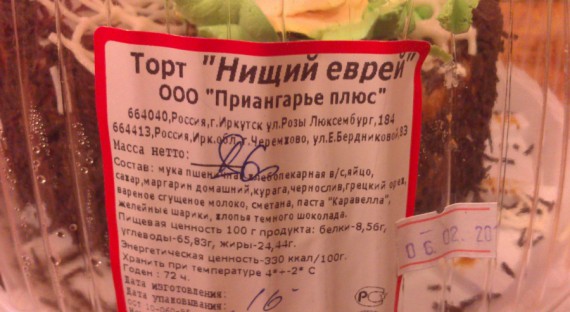 Торт "Нищий еврей"
ООО "Приангарье плюс"
664040,Россия,г.Иркутск ул.Розы Люксембург,184
664413,Россия,Ирк.обл.г.Черемхово, ул.Е.Бердниковой 83
Масса нетто:
Состав: мука пшеничная хлебопекарная в/с,яйцо,
сахар,маргарин домашний,курага,чернослив,грецкий орех,
вареное сгущеное молоко, сметана, паста "Каравелла",
желейные шарики, хлопья темного шоколада.
Пищевая ценность 100 г продукта: белки-8,56г,
углеводы-65,83г, жиры-24,44г.
Энергетическая ценность-330 ккал/100г.
Хранить при температуре 4°+-2° С
Годен : 72 ч.
Дата изготовления:
Дата упаковывания: 16
06.02.20
РС